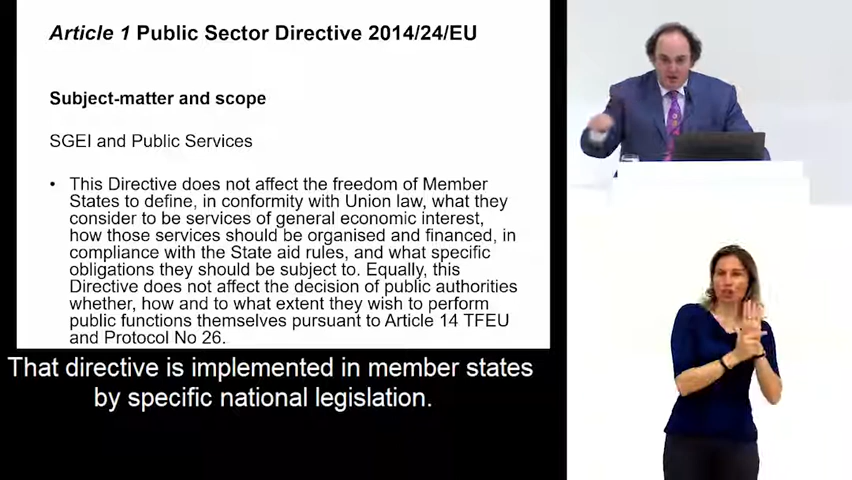 Article 1 Public Sector Directive 2014/24/EU
Subject-matter and scope
SGEI and Public Services
• This Directive does not affect the freedom of Member
States to define, in conformity with Union law, what they
consider to be services of general economic interest,
how those services should be organised and financed, in
compliance with the State aid rules, and what specific
obligations they should be subject to. Equally, this
Directive does not affect the decision of public authorities
whether, how and to what extent they wish to perform
public functions themselves pursuant to Article 14 TFEU
and Protocol No 26.
That directive is implemented in member states
by specific national legislation.